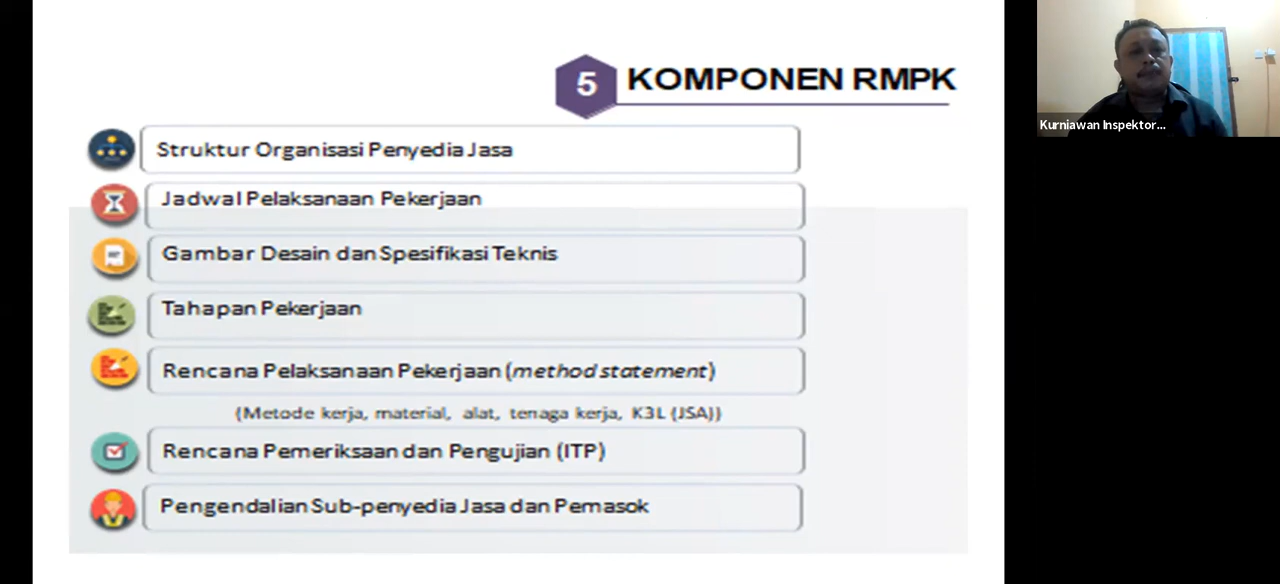 5 KOMPONEN RMPK
Kurniawan Inspektor...
Struktur Organisasi Penyedia Jasa
Jadwal Pelaksanaan Pekerjaan
Gambar Desain dan Spesifikasi Teknis
Tahapan Pekerjaan
Rencana Pelaksanaan Pekerjaan (method statement)
(Metode kerja, material, alat, tenaga kerja, K3L (JSA))
Rencana Pemeriksaan dan Pengujian (ITP)
Pengendalian Sub-penyedia Jasa dan Pemasok